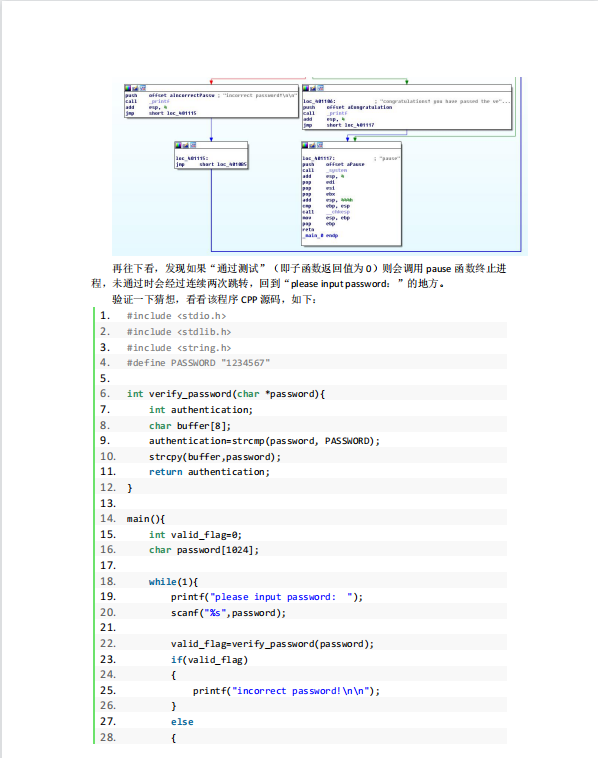 push offset aIncorrectPassw ; "incorrect password!\n\n"
call _printf
add esp, 4
jmp short loc_401115
loc_401106: ; "congratulations! you have passed the ve"...
push offset aCongratulation
call _printf
add esp, 4
jmp short loc_401117
loc_401115:
jmp short loc_401085
loc_401117: ; "pause"
push offset aPause
call _system
add esp, 4
pop edi
pop esi
pop ebx
add esp, 444h
cmp ebp, esp
call __chkesp
mov esp, ebp
pop ebp
retn
_main_0 endp
再往下看，发现如果“通过测试”（即子函数返回值为 0）则会调用 pause 函数终止进
程，未通过时会经过连续两次跳转，回到“please input password: ”的地方。
验证一下猜想，看看该程序 CPP 源码，如下：
1. #include <stdio.h>
2. #include <stdlib.h>
3. #include <string.h>
4. #define PASSWORD "1234567"
5.
6. int verify_password(char *password){
7. int authentication;
8. char buffer[8];
9. authentication=strcmp(password, PASSWORD);
10. strcpy(buffer,password);
11. return authentication;
12. }
13.
14. main(){
15. int valid_flag=0;
16. char password[1024];
17.
18. while(1){
19. printf("please input password: ");
20. scanf("%s",password);
21.
22. valid_flag=verify_password(password);
23. if(valid_flag)
24. {
25. printf("incorrect password!\n\n");
26. }
27. else
28. {